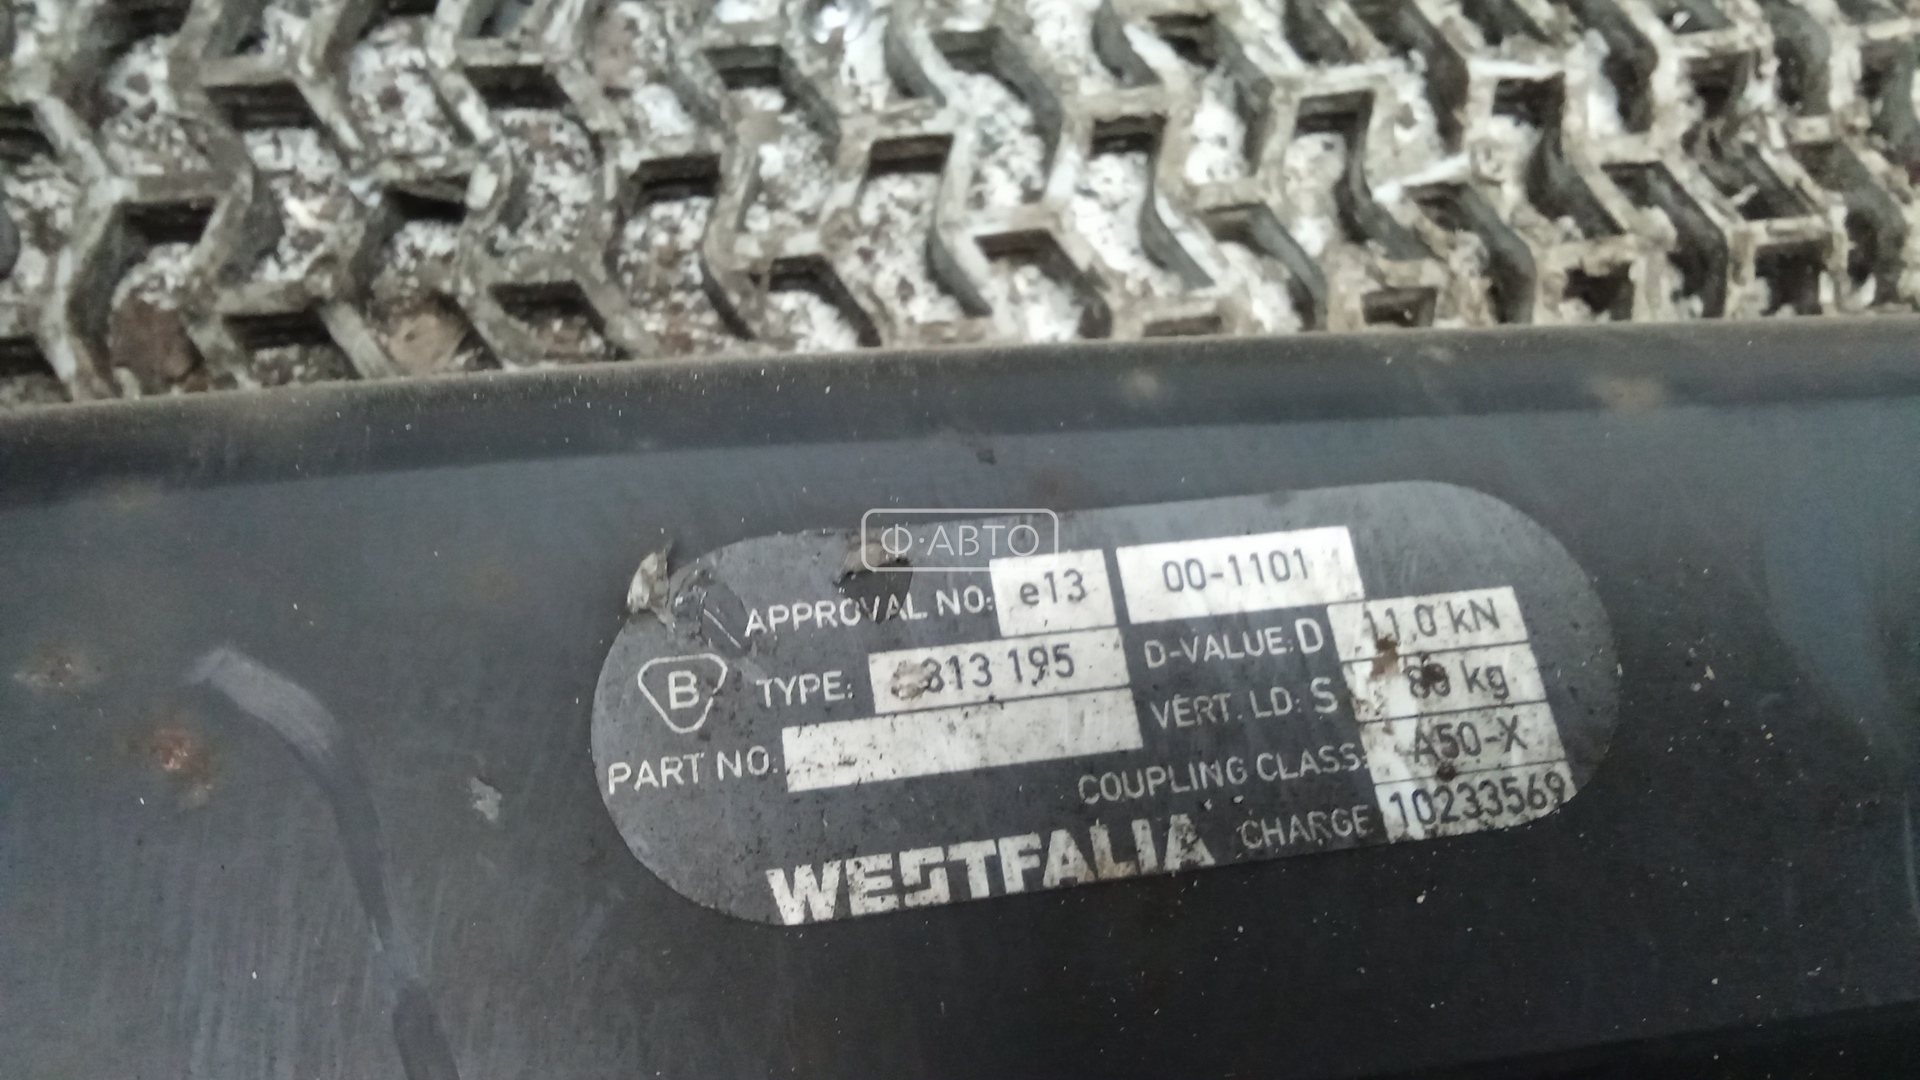 Ф·АВТО
APPROVAL NO: e13 00-1101
TYPE: 313 195 D-VALUE: D 11,0 kN
B
VERT. LD: S kg
PART NO:
COUPLING CLASS: A50-X
WESTFALIA CHARGE 10233569